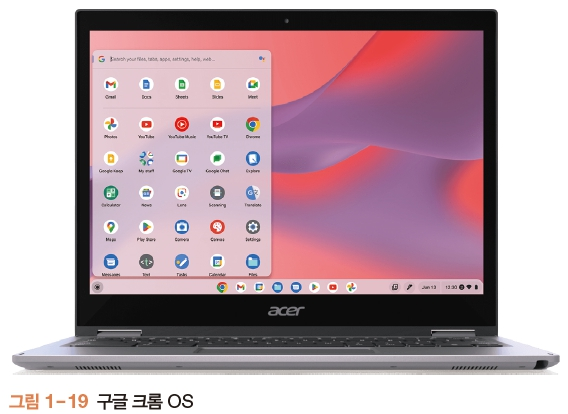 Search your files, tabs, apps, settings, help, web...
Gmail Docs Sheets Slides Meet
Photos YouTube YouTube Music YouTube TV Chrome
Google Keep My stuff Google TV Google Chat Explore
Calculator News Lens Scanning Translate
Maps Play Store Camera Canvas Settings
Messages Text Tasks Calendar Files
Jan 13 12:30
acer
그림 1-19 구글 크롬 OS